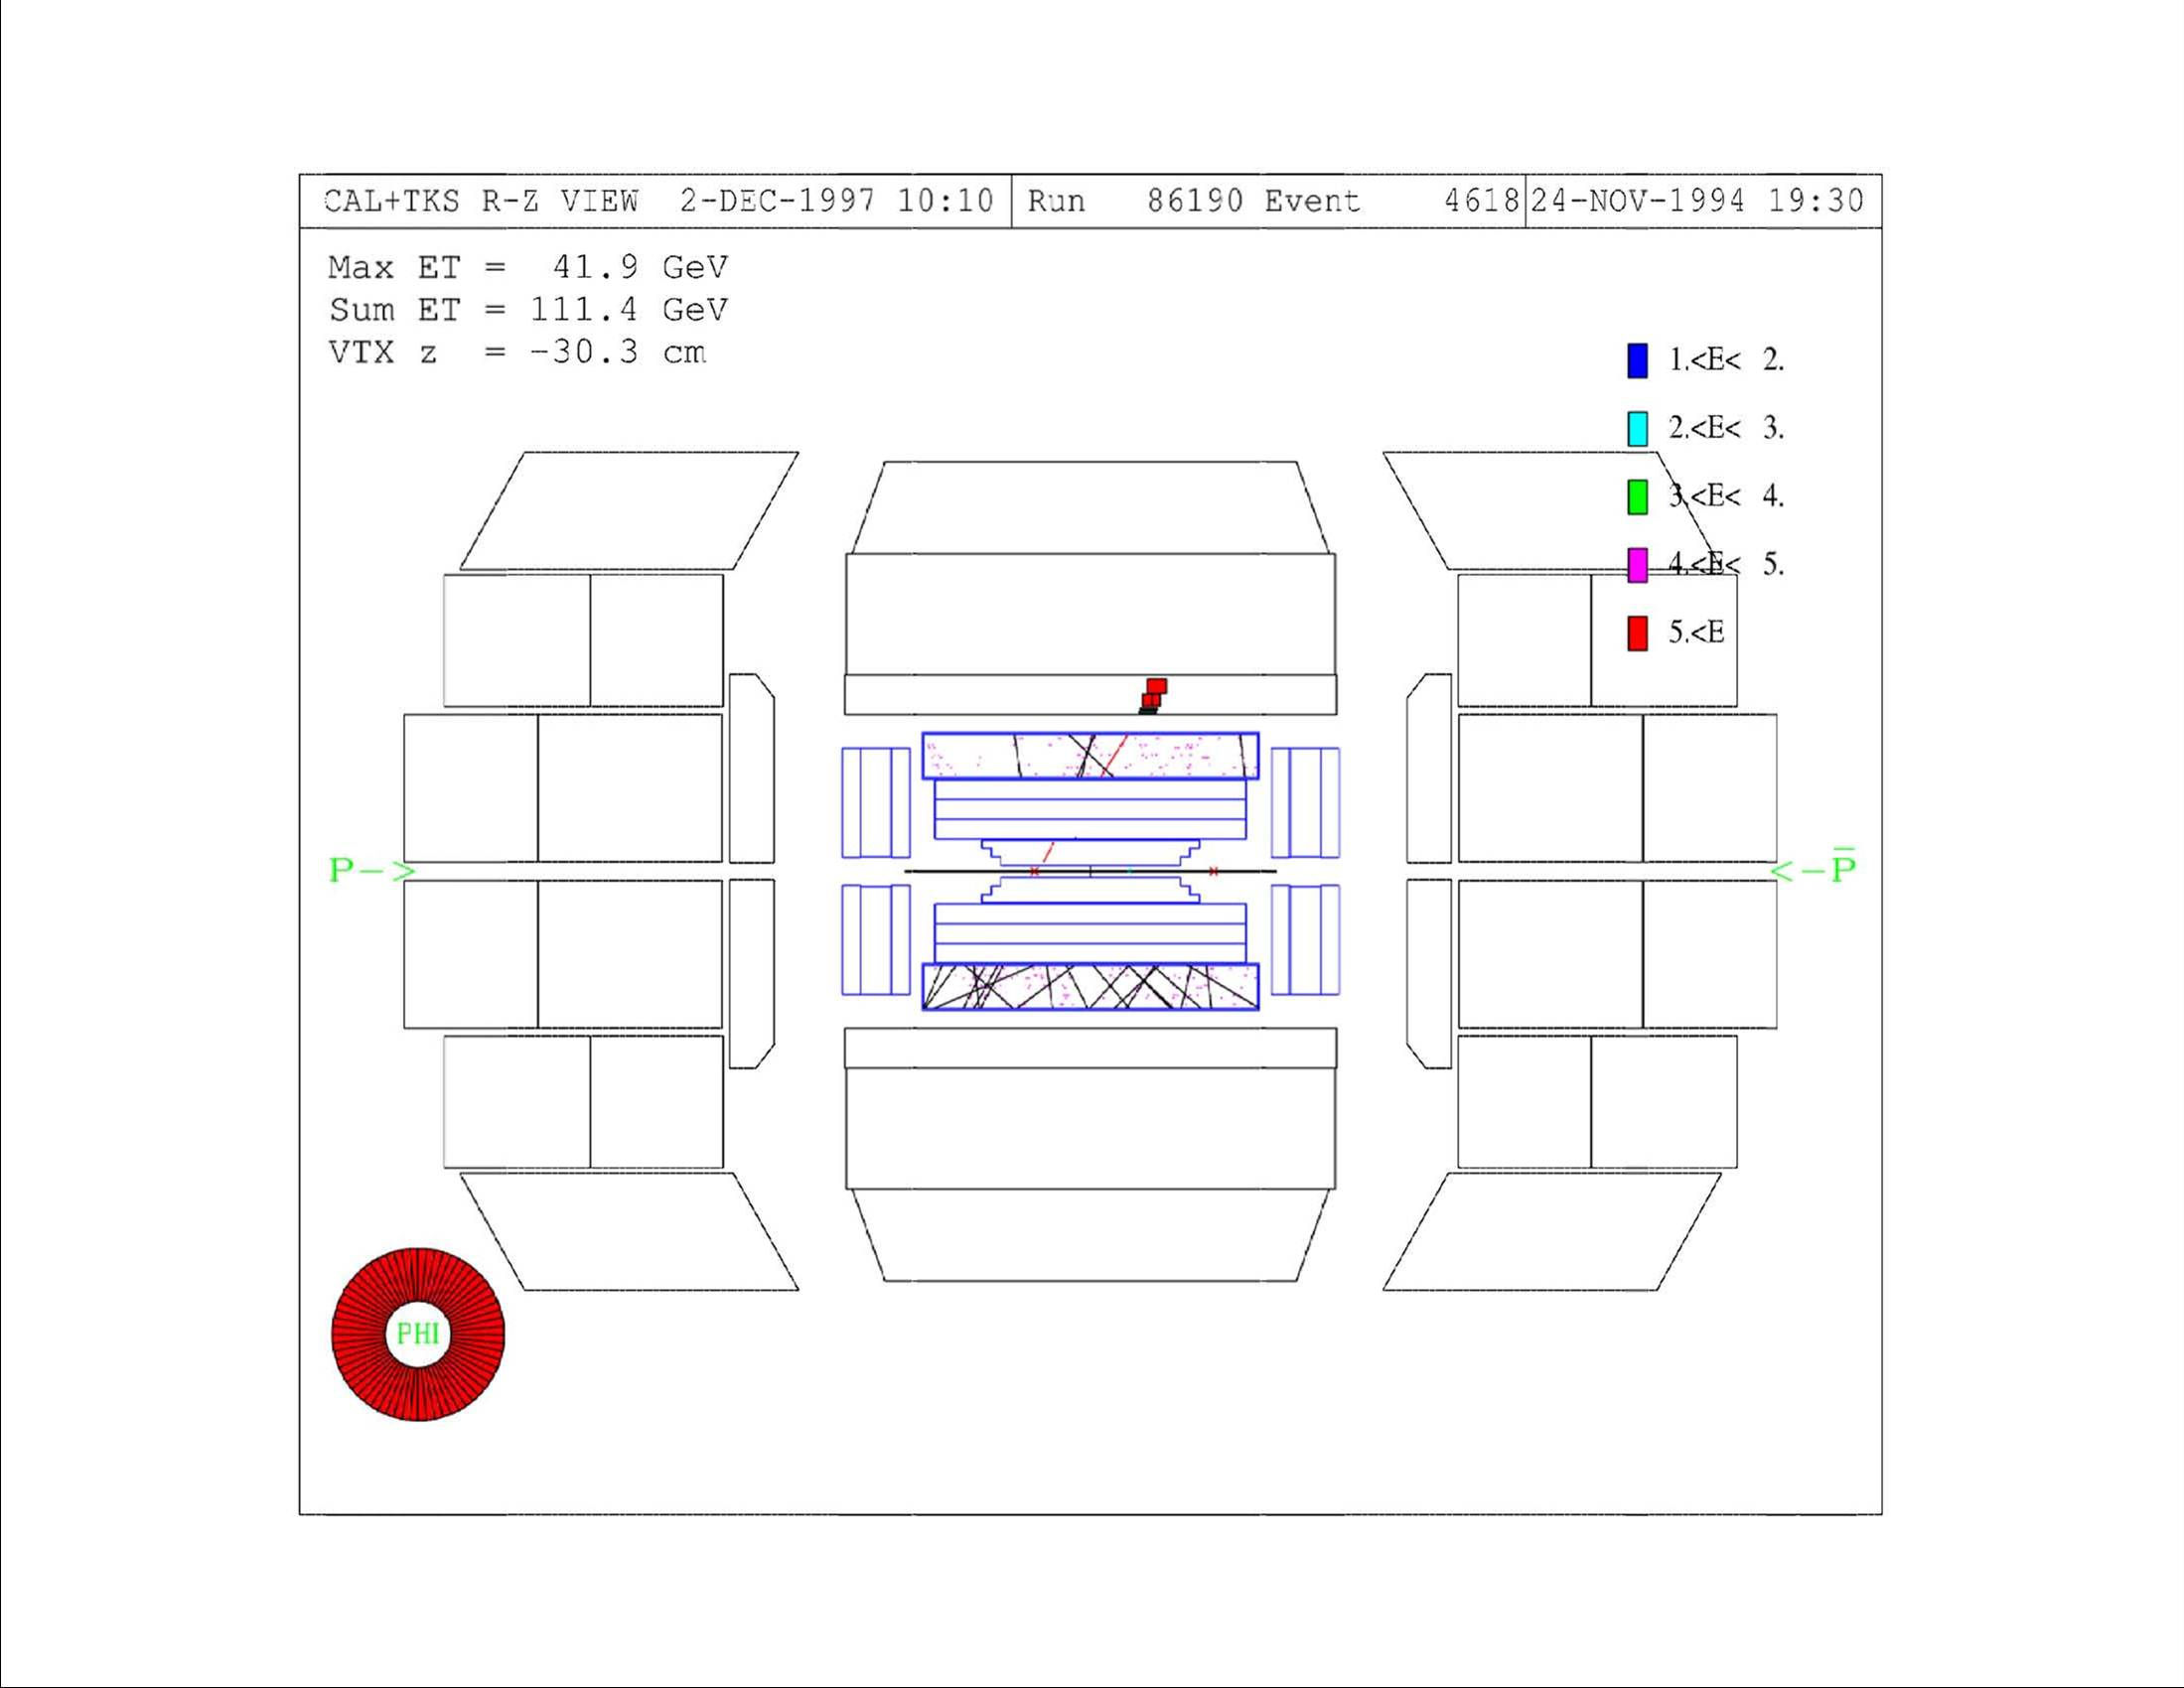 CAL+TKS R-Z VIEW 2-DEC-1997 10:10 Run 86190 Event 4618 24-NOV-1994 19:30
Max ET = 41.9 GeV
Sum ET = 111.4 GeV
VTX z = -30.3 cm
1.<E< 2.
2.<E< 3.
3.<E< 4.
4.<E< 5.
5.<E
P->
<-P̅
PHI